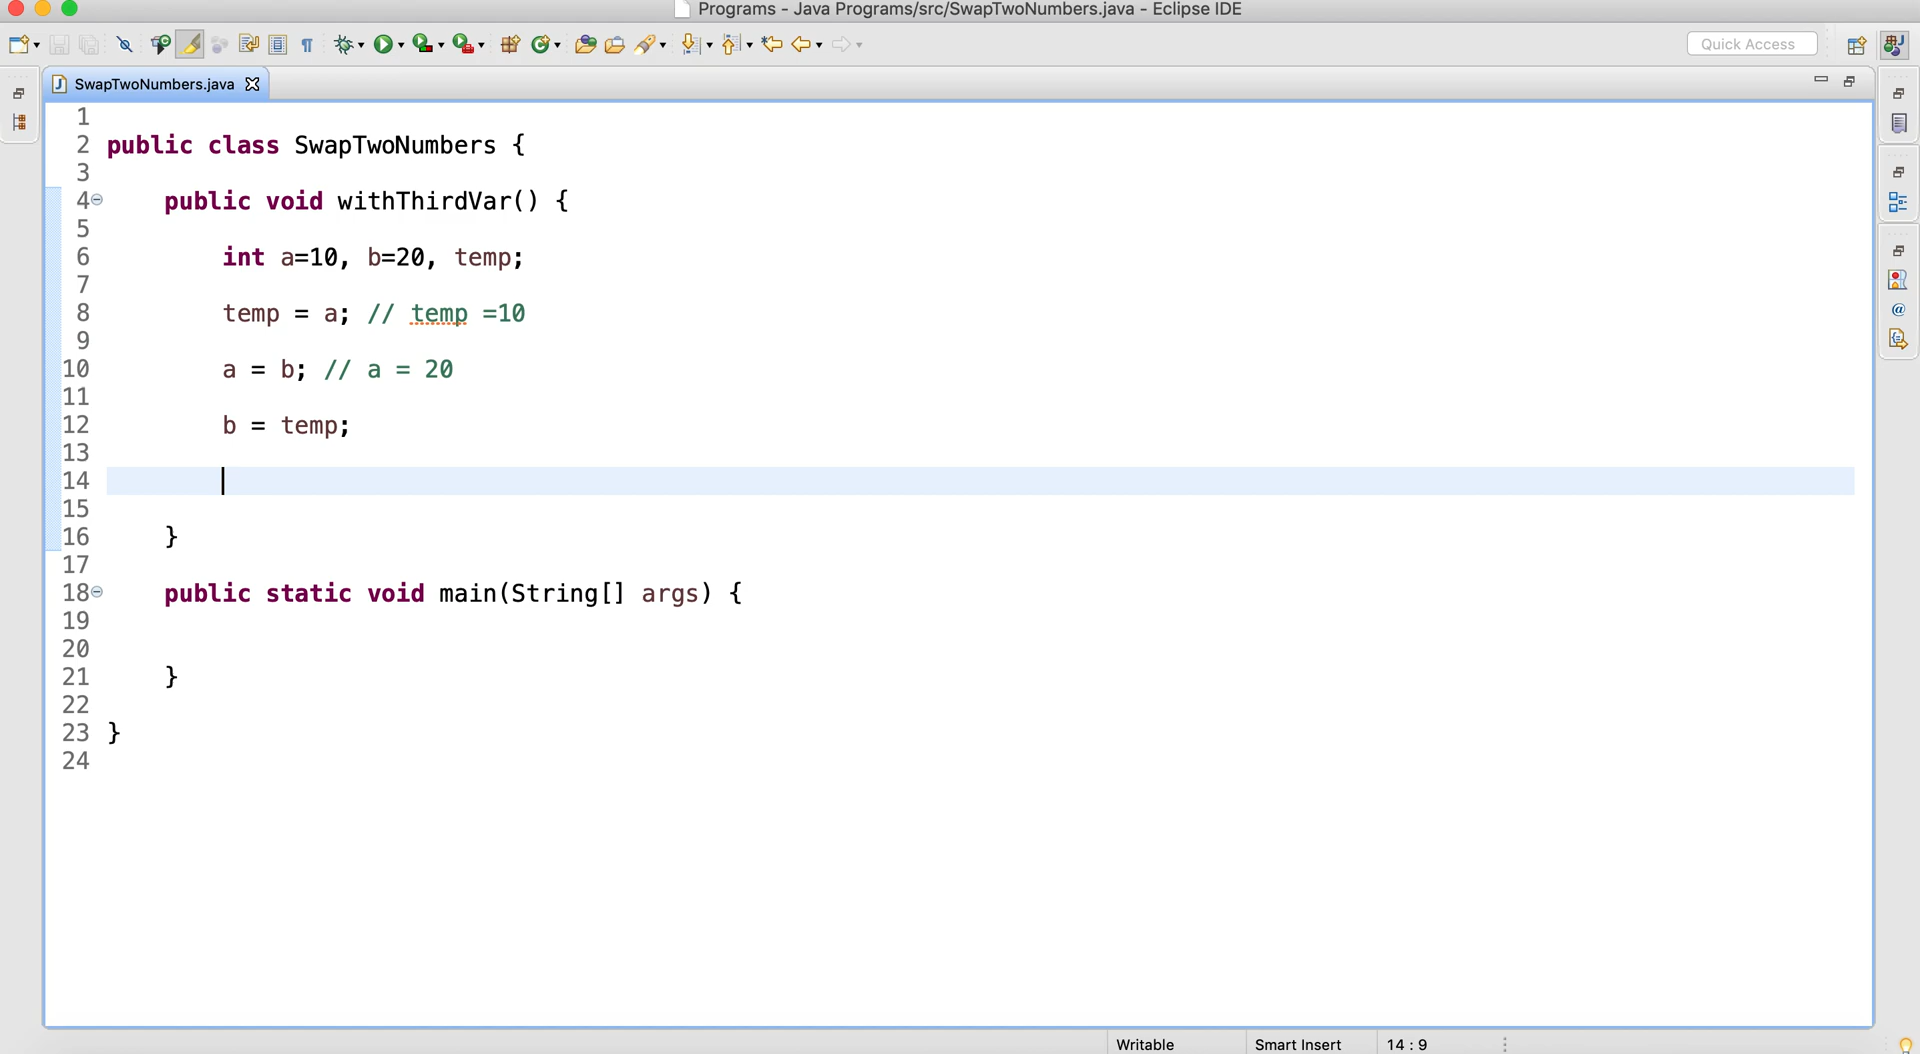 Programs - Java Programs/src/SwapTwoNumbers.java - Eclipse IDE
Quick Access
SwapTwoNumbers.java
1
2 public class SwapTwoNumbers {
3
4 public void withThirdVar() {
5
6 int a=10, b=20, temp;
7
8 temp = a; // temp =10
9
10 a = b; // a = 20
11
12 b = temp;
13
14
15
16 }
17
18 public static void main(String[] args) {
19
20
21 }
22
23 }
24
Writable Smart Insert 14 : 9